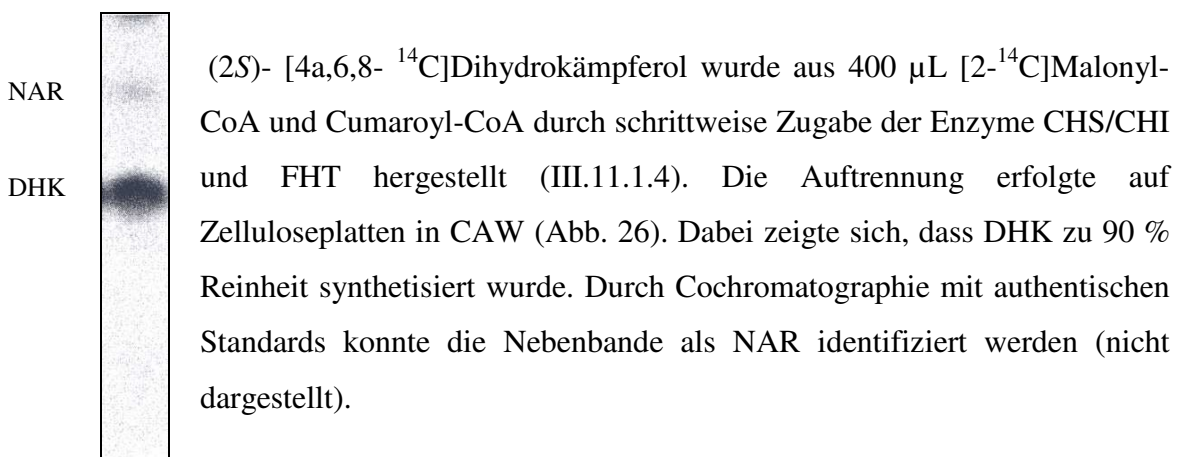 NAR
DHK
(2S)- [4a,6,8- ¹⁴C]Dihydrokämpferol wurde aus 400 µL [2-¹⁴C]Malonyl-
CoA und Cumaroyl-CoA durch schrittweise Zugabe der Enzyme CHS/CHI
und FHT hergestellt (III.11.1.4). Die Auftrennung erfolgte auf
Zelluloseplatten in CAW (Abb. 26). Dabei zeigte sich, dass DHK zu 90 %
Reinheit synthetisiert wurde. Durch Cochromatographie mit authentischen
Standards konnte die Nebenbande als NAR identifiziert werden (nicht
dargestellt).